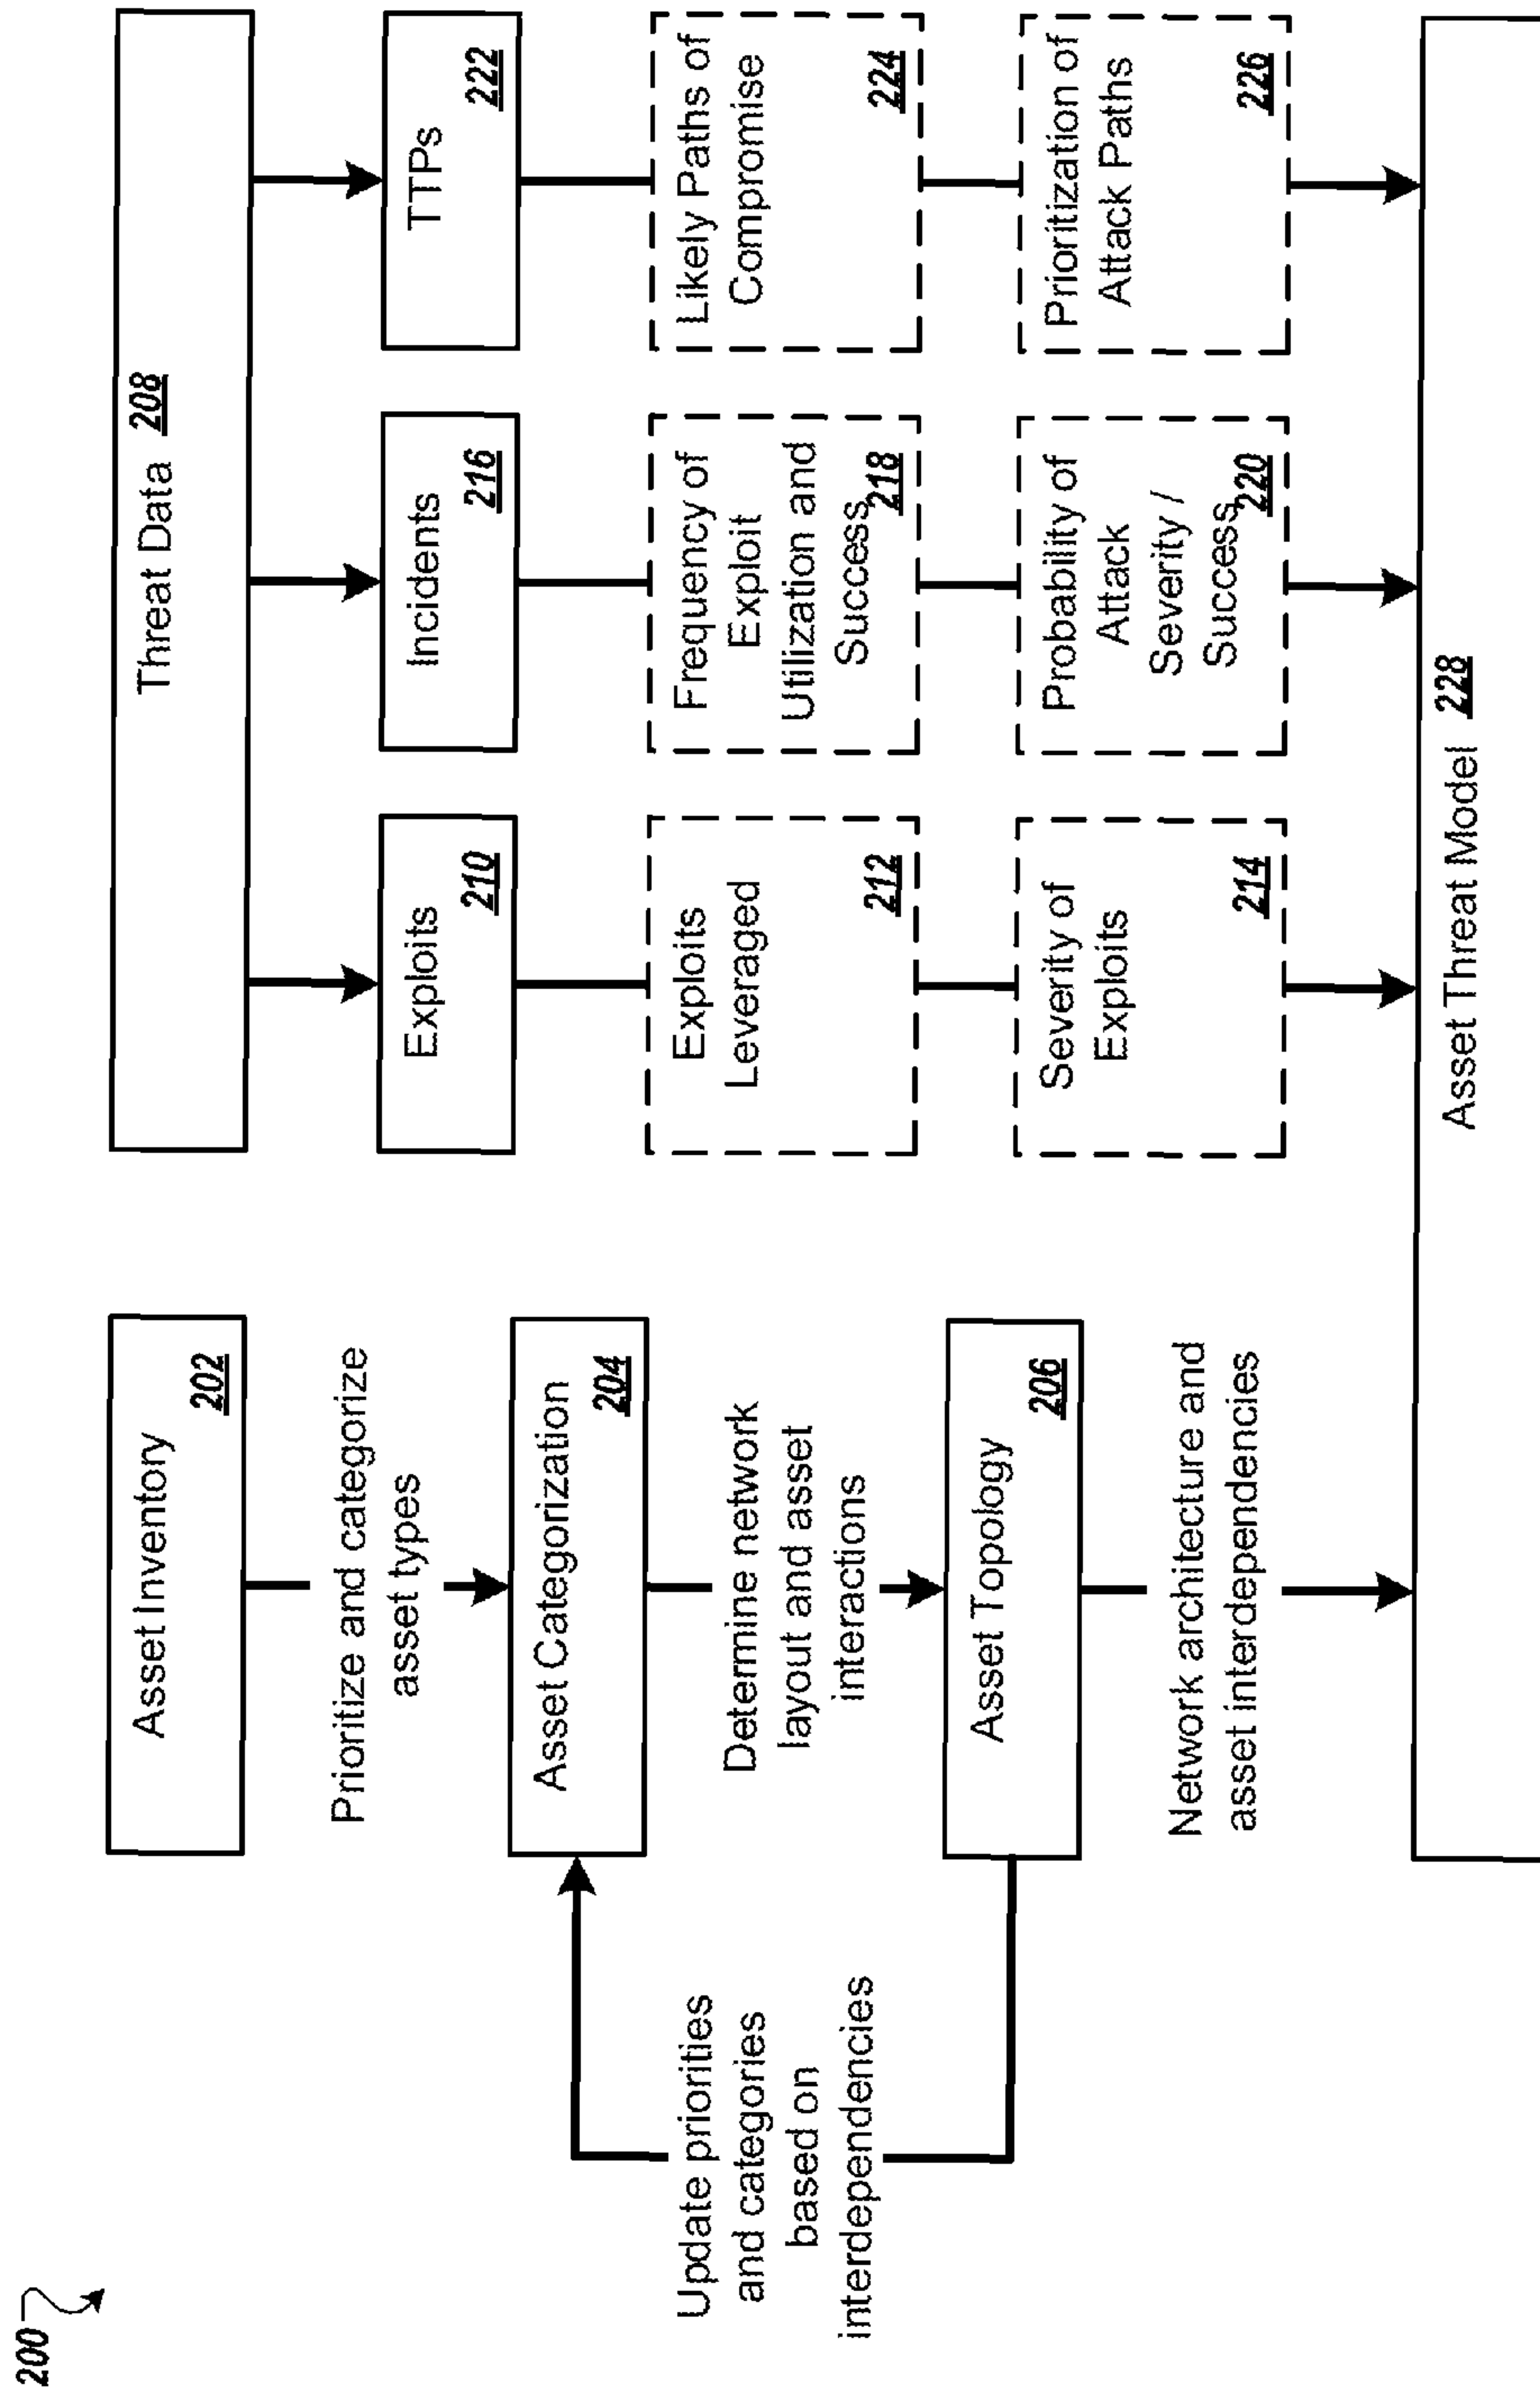 200
Asset Inventory
202
Prioritize and categorize
asset types
Asset Categorization
204
Determine network
layout and asset
interactions
Asset Topology
206
Network architecture and
asset interdependencies
Update priorities
and categories
based on
interdependencies
Threat Data 208
Exploits
210
Exploits
Leveraged
212
Severity of
Exploits
214
Incidents
216
Frequency of
Exploit
Utilization and
Success
218
Probability of
Attack
Severity /
Success
220
TTPs
222
Likely Paths of
Compromise
224
Prioritization of
Attack Paths
226
Asset Threat Model 228